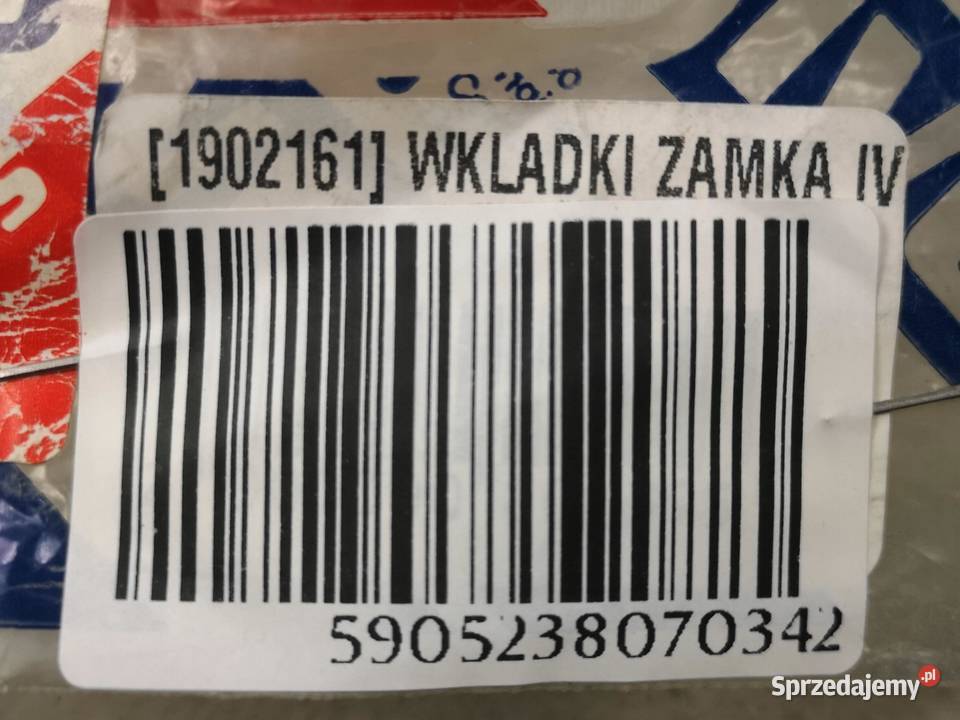 [1902161] WKLADKI ZAMKA IV
5905238070342
Sprzedajemy.pl